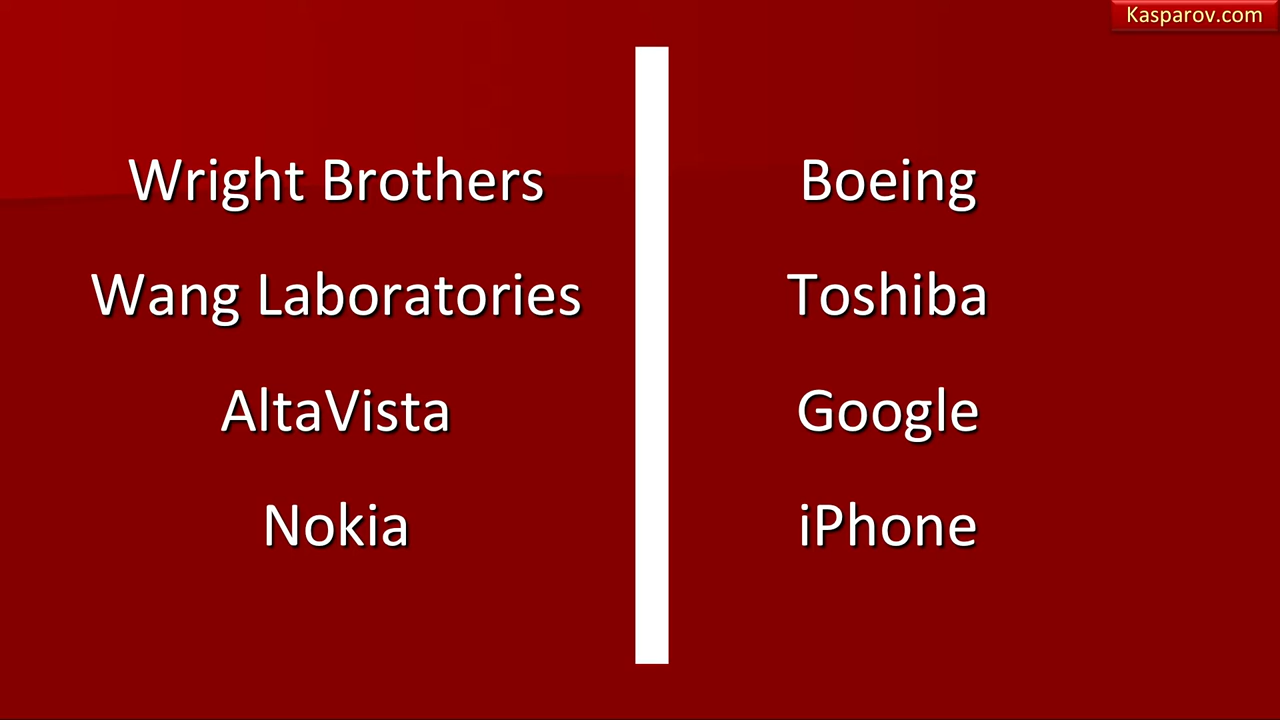 Kasparov.com
Wright Brothers
Boeing
Wang Laboratories
Toshiba
AltaVista
Google
Nokia
iPhone